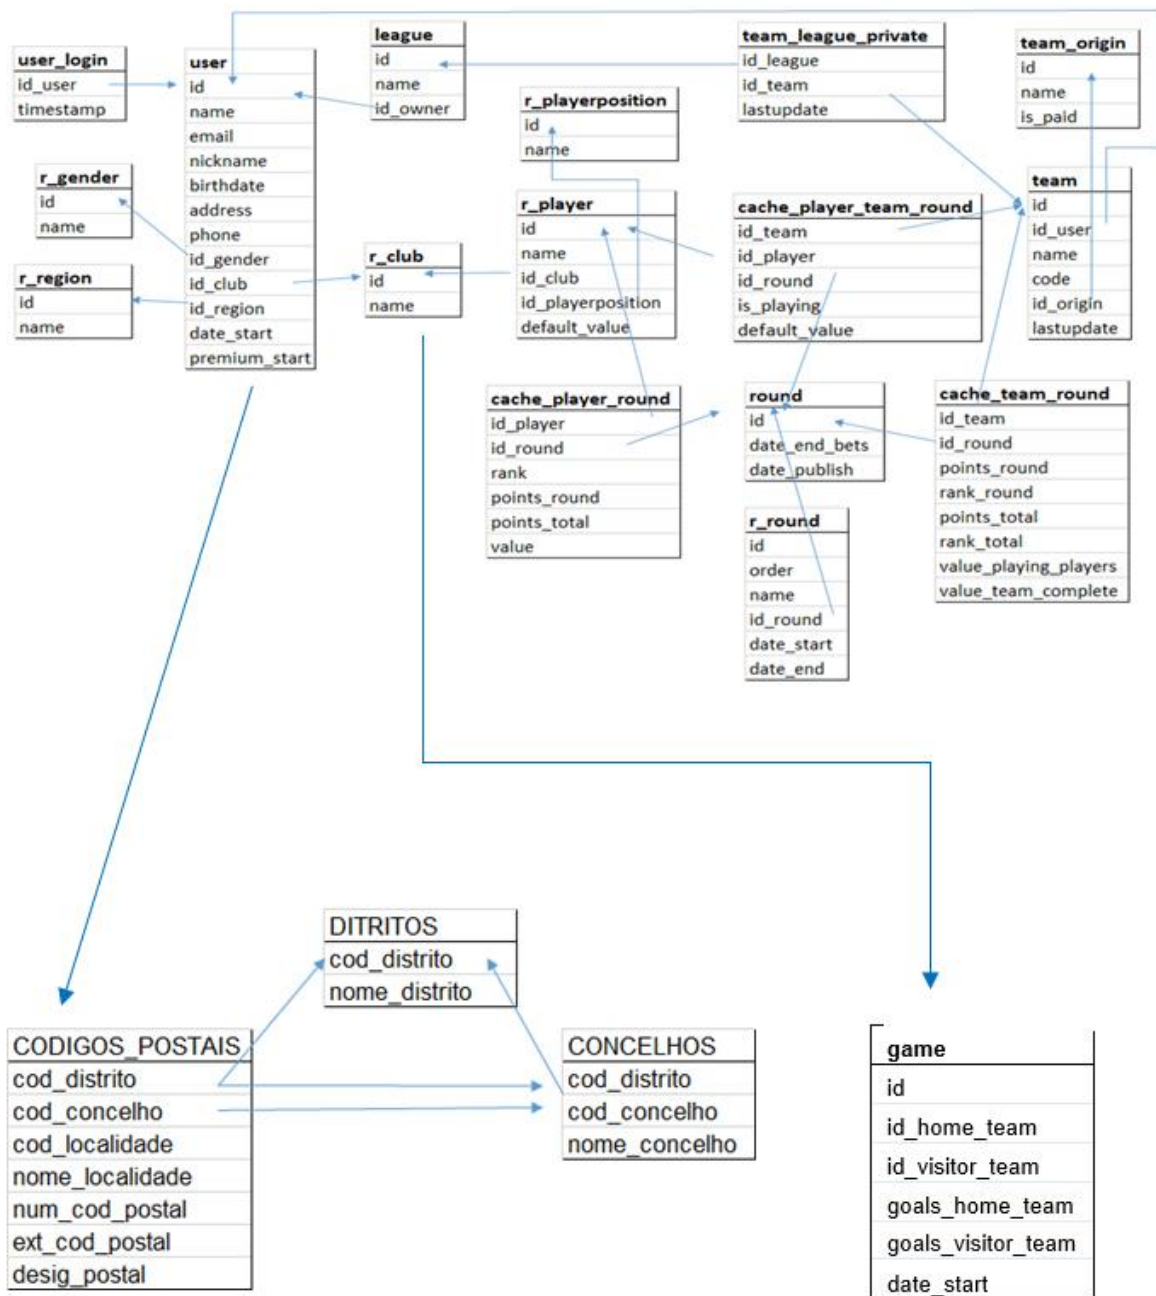 user_login
id_user
timestamp
user
id
name
email
nickname
birthdate
address
phone
id_gender
id_club
id_region
date_start
premium_start
league
id
name
id_owner
team_league_private
id_league
id_team
lastupdate
team_origin
id
name
is_paid
r_playerposition
id
name
r_gender
id
name
r_region
id
name
r_club
id
name
r_player
id
name
id_club
id_playerposition
default_value
cache_player_team_round
id_team
id_player
id_round
is_playing
default_value
team
id
id_user
name
code
id_origin
lastupdate
cache_player_round
id_player
id_round
rank
points_round
points_total
value
round
id
date_end_bets
date_publish
cache_team_round
id_team
id_round
points_round
rank_round
points_total
rank_total
value_playing_players
value_team_complete
r_round
id
order
name
id_round
date_start
date_end
DITRITOS
cod_distrito
nome_distrito
CODIGOS_POSTAIS
cod_distrito
cod_concelho
cod_localidade
nome_localidade
num_cod_postal
ext_cod_postal
desig_postal
CONCELHOS
cod_distrito
cod_concelho
nome_concelho
game
id
id_home_team
id_visitor_team
goals_home_team
goals_visitor_team
date_start